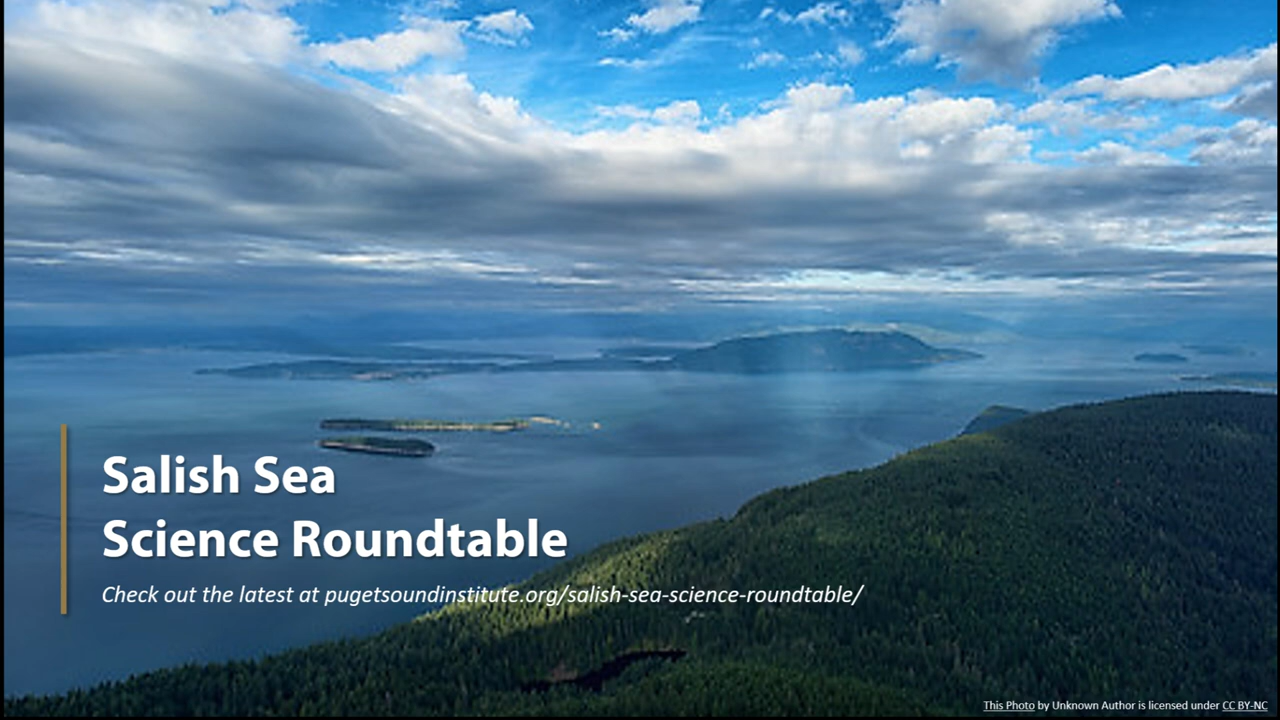 Salish Sea
Science Roundtable
Check out the latest at pugetsoundinstitute.org/salish-sea-science-roundtable/
This Photo by Unknown Author is licensed under CC BY-NC